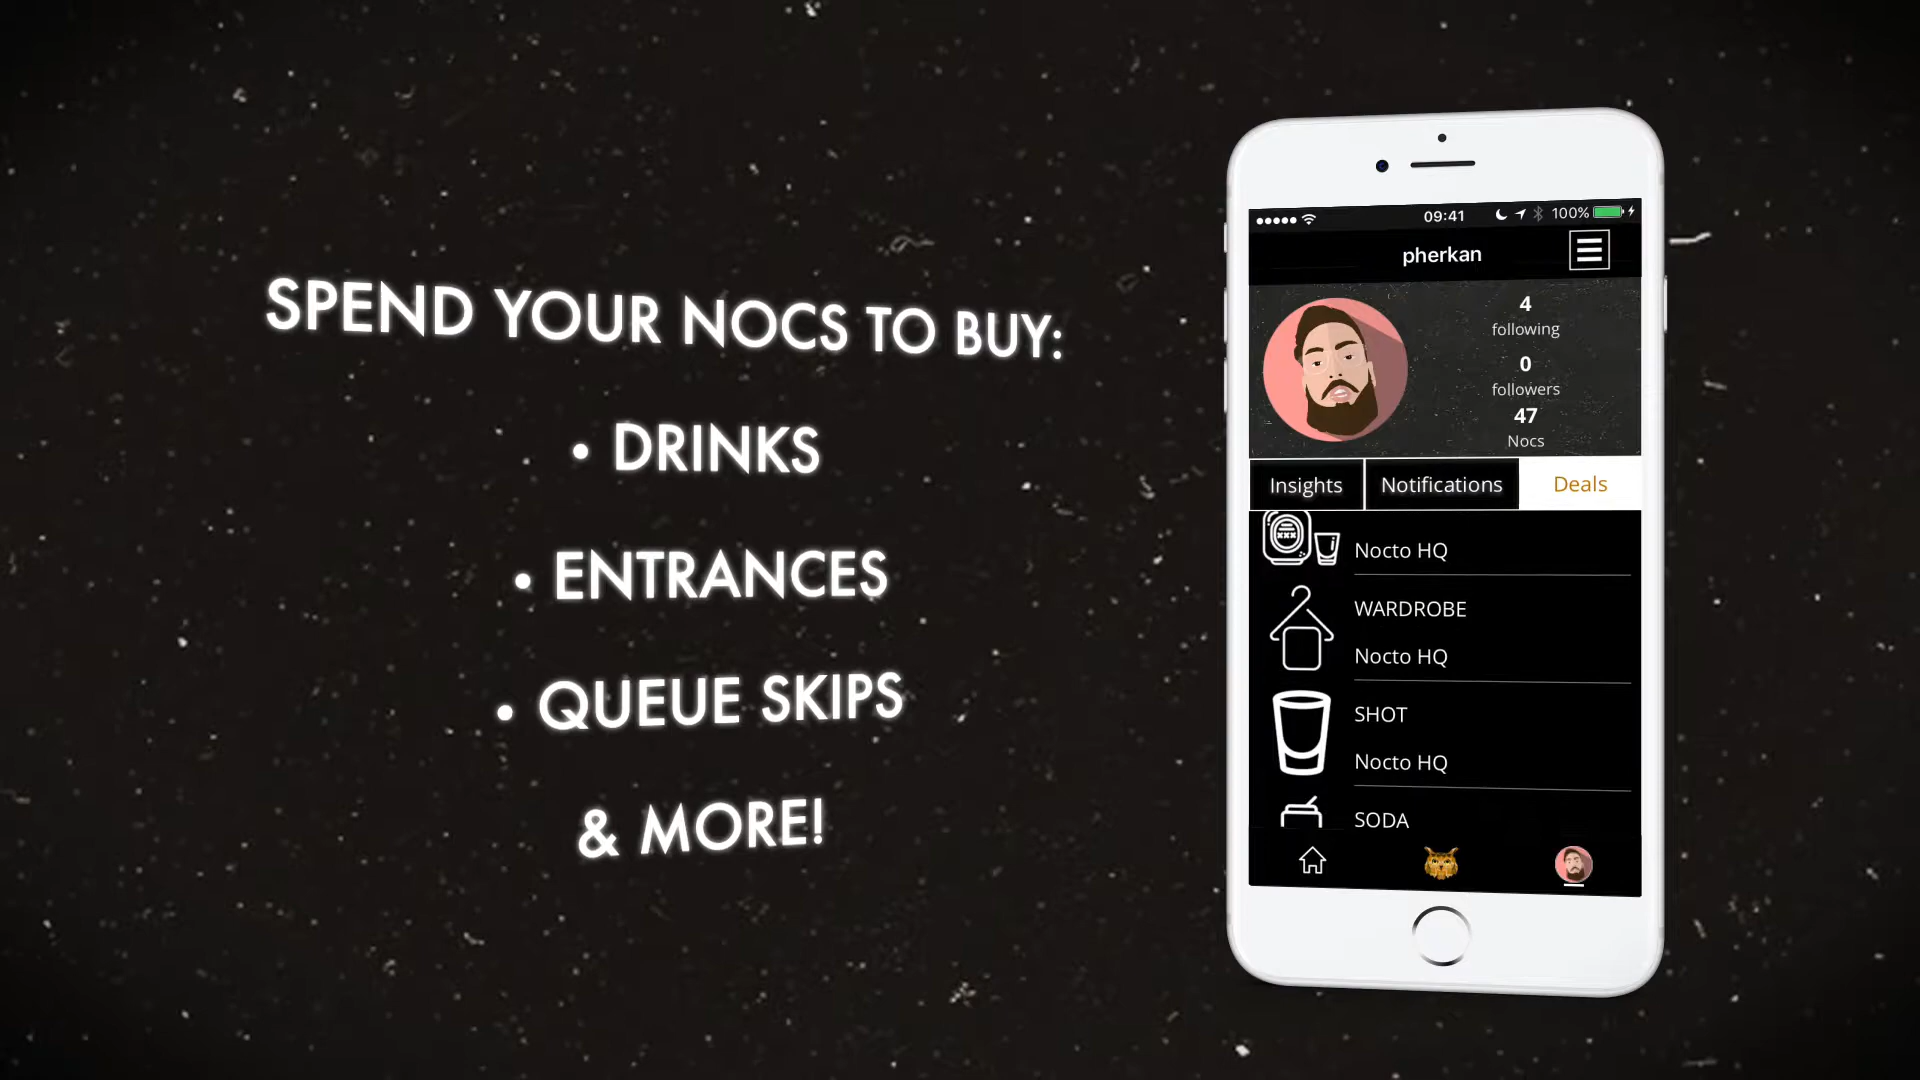 SPEND YOUR NOCS TO BUY:
• DRINKS
• ENTRANCES
• QUEUE SKIPS
& MORE!
09:41
100%
pherkan
4
following
0
followers
47
Nocs
Insights
Notifications
Deals
XXX
Nocto HQ
WARDROBE
Nocto HQ
SHOT
Nocto HQ
SODA